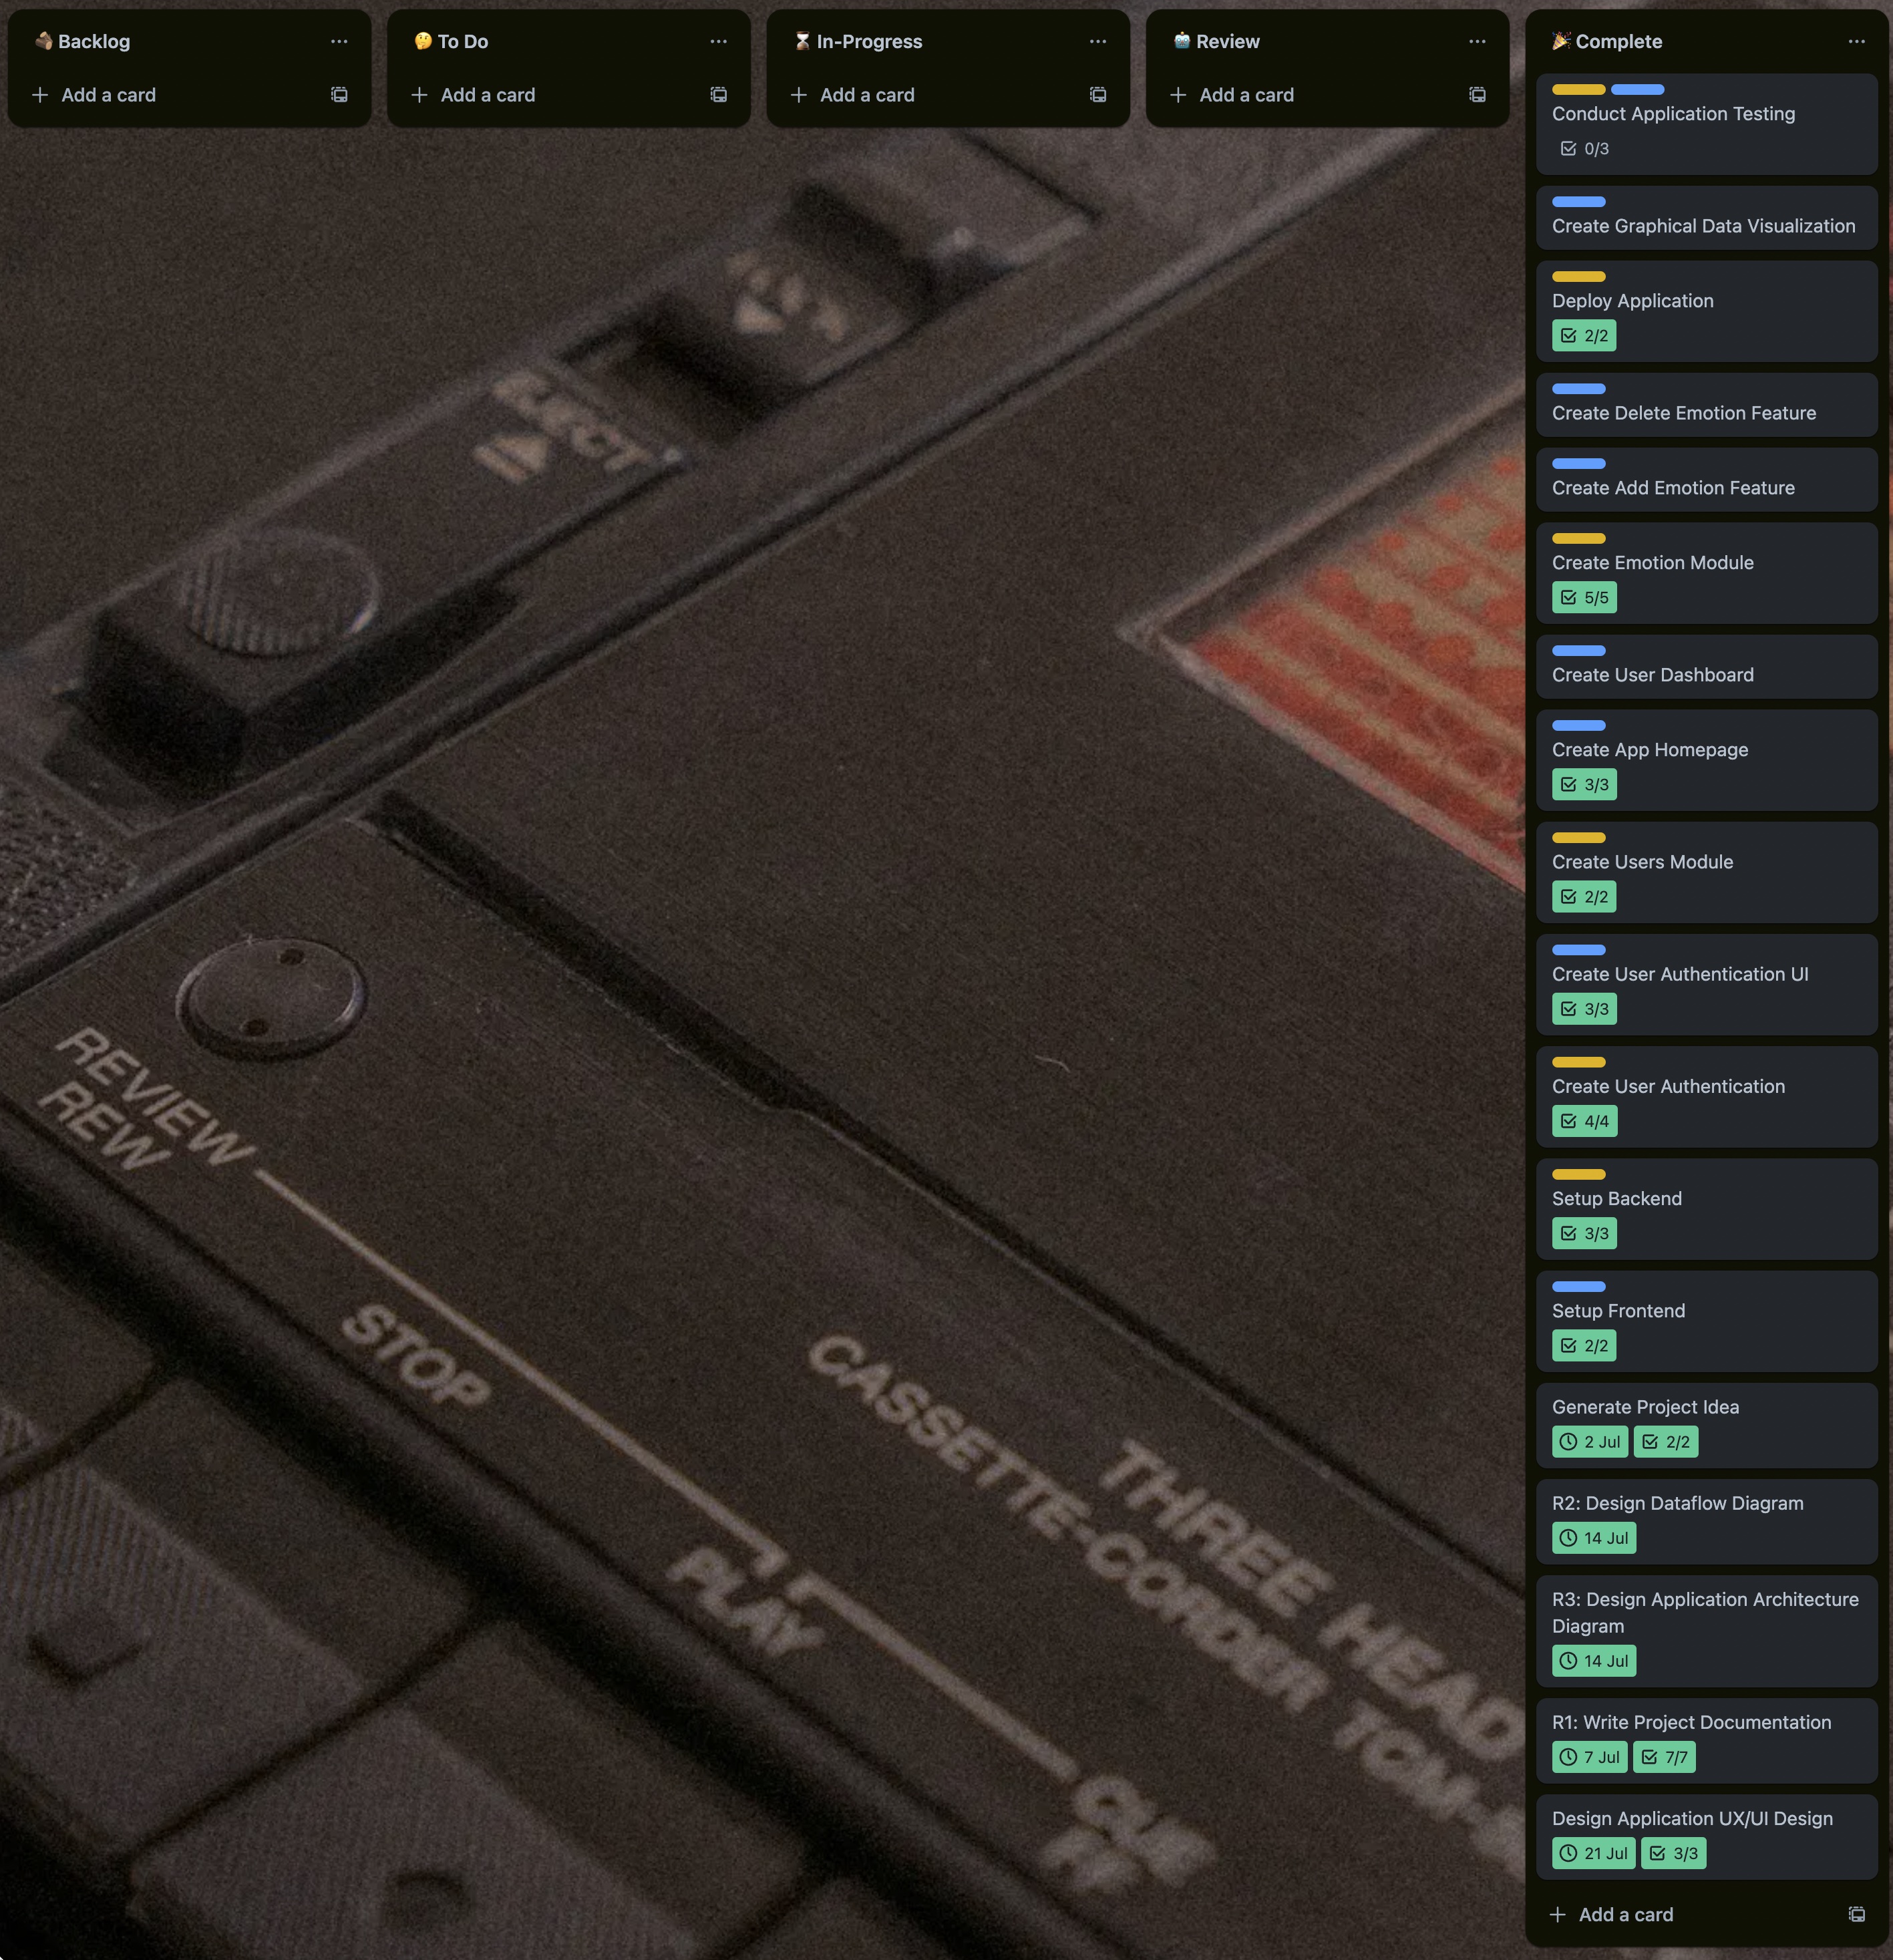 Backlog
Add a card
To Do
Add a card
In-Progress
Add a card
Review
Add a card
Complete
Conduct Application Testing
0/3
Create Graphical Data Visualization
Deploy Application
2/2
Create Delete Emotion Feature
Create Add Emotion Feature
Create Emotion Module
5/5
Create User Dashboard
Create App Homepage
3/3
Create Users Module
2/2
Create User Authentication UI
3/3
Create User Authentication
4/4
Setup Backend
3/3
Setup Frontend
2/2
Generate Project Idea
2 Jul 2/2
R2: Design Dataflow Diagram
14 Jul
R3: Design Application Architecture
Diagram
14 Jul
R1: Write Project Documentation
7 Jul 7/7
Design Application UX/UI Design
21 Jul 3/3
Add a card
EJECT
REVIEW
REW
STOP
PLAY
THREE HEAD
CASSETTE-CORDER TCM-